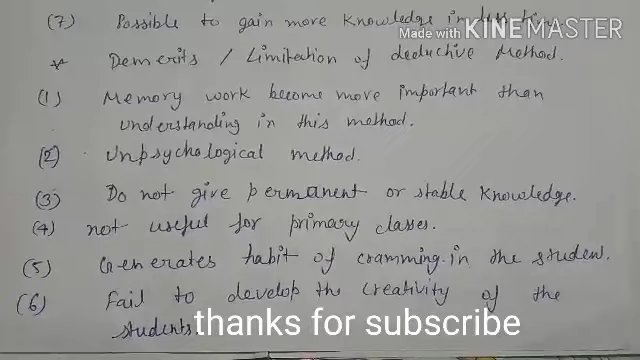 (7) Possible to gain more knowledge in less
Made with KINEMASTER
* Demerits / Limitation of deductive Method.
(1) Memory work become more important than
understanding in this method.
(2) Unpsychological method.
(3) Do not give permanent or stable knowledge.
(4) not useful for primary classes.
(5) Generates habit of cramming in the student.
(6) Fail to develop the creativity of the
students
thanks for subscribe